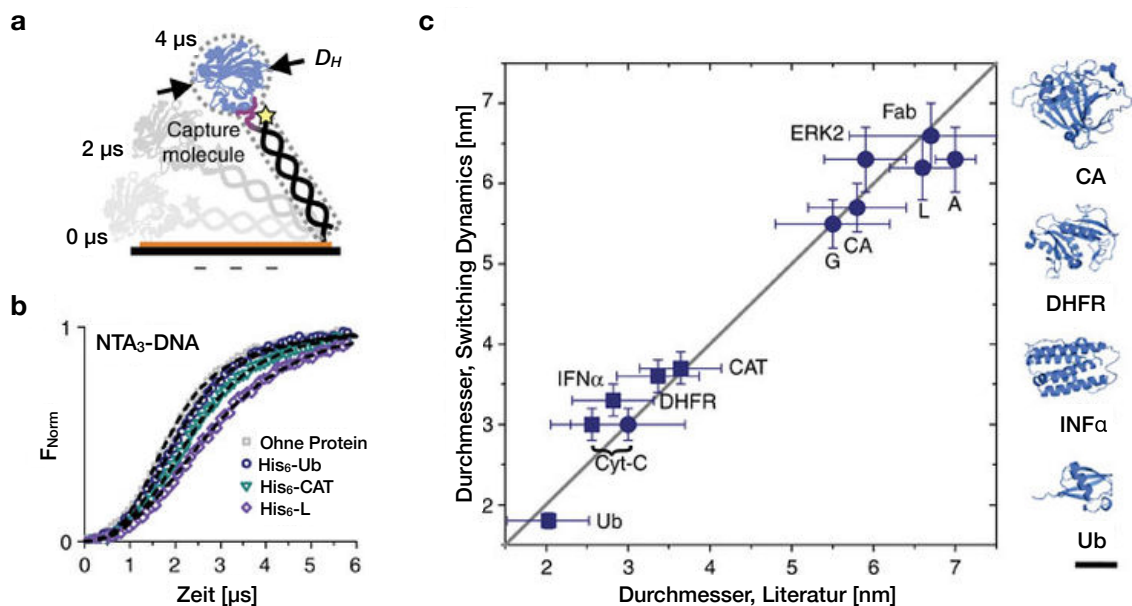 a
4 µs
D_H
Capture
molecule
2 µs
0 µs
b
1
NTA₃-DNA
F_Norm
Ohne Protein
His₆-Ub
His₆-CAT
His₆-L
0
0 1 2 3 4 5 6
Zeit [µs]
c
Durchmesser, Switching Dynamics [nm]
7
6
5
4
3
2
Fab
ERK2
L
A
CA
G
CAT
IFNα
DHFR
Cyt-C
Ub
2 3 4 5 6 7
Durchmesser, Literatur [nm]
CA
DHFR
INFα
Ub